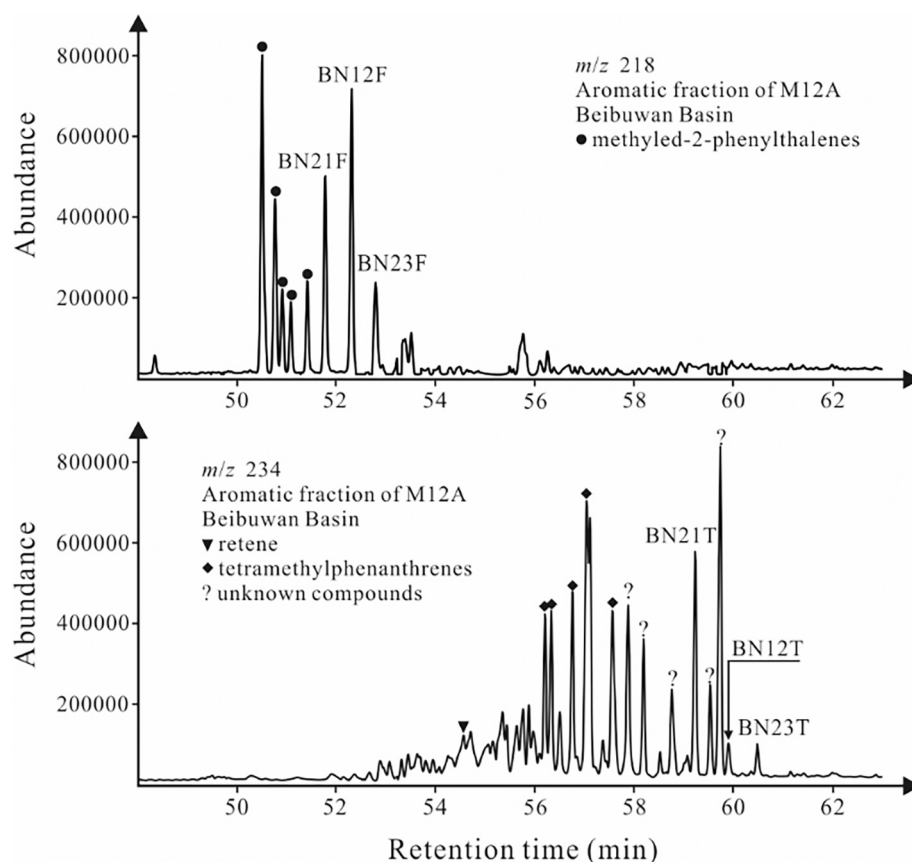 800000
600000
400000
200000
Abundance
BN12F
BN21F
BN23F
m/z 218
Aromatic fraction of M12A
Beibuwan Basin
● methyled-2-phenylthalenes
50 52 54 56 58 60 62
800000
600000
400000
200000
Abundance
m/z 234
Aromatic fraction of M12A
Beibuwan Basin
▼ retene
◆ tetramethylphenanthrenes
? unknown compounds
?
BN21T
?
?
?
?
BN12T
BN23T
50 52 54 56 58 60 62
Retention time (min)